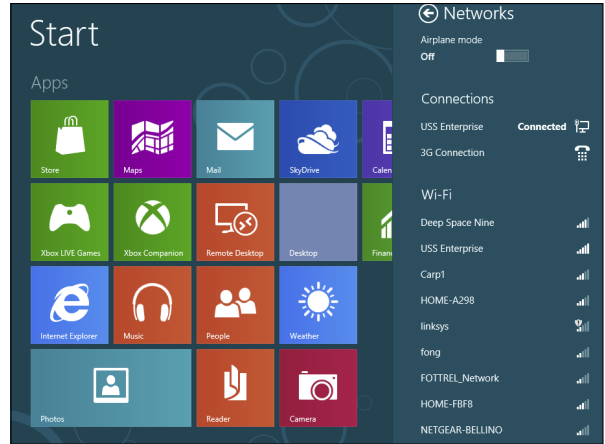 Start
Apps
Store
Maps
Mail
SkyDrive
Calen
Xbox LIVE Games
Xbox Companion
Remote Desktop
Desktop
Financ
Internet Explorer
Music
People
Weather
Photos
Reader
Camera
Networks
Airplane mode
Off
Connections
USS Enterprise Connected
3G Connection
Wi-Fi
Deep Space Nine
USS Enterprise
Carp1
HOME-A298
linksys
fong
FOTTREL_Network
HOME-FBF8
NETGEAR-BELLINO